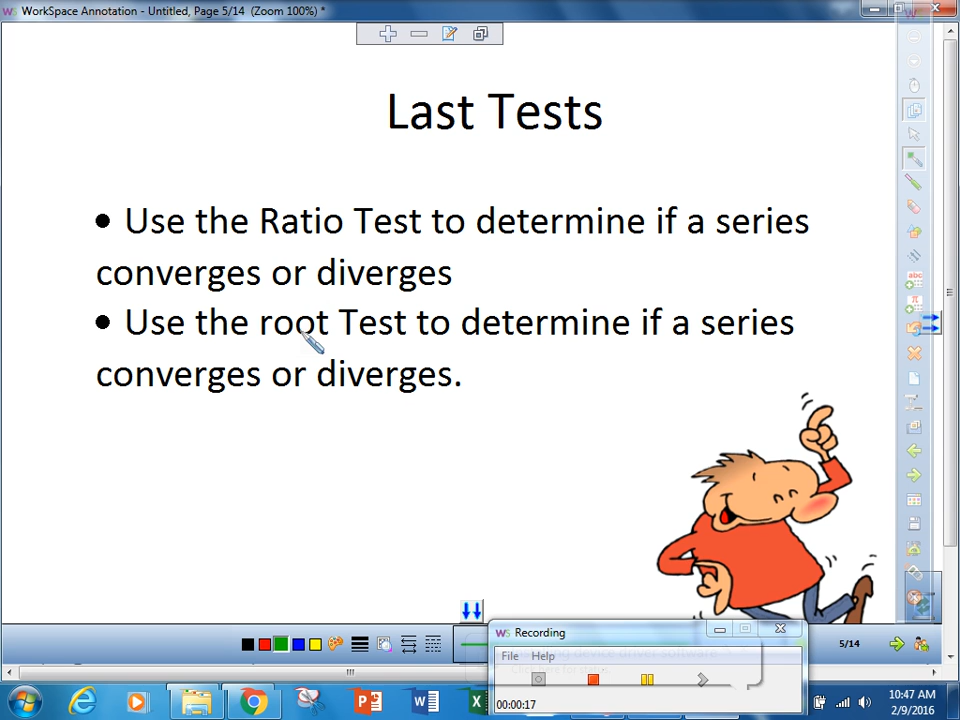 WorkSpace Annotation - Untitled, Page 5/14 (Zoom 100%) *
Last Tests
• Use the Ratio Test to determine if a series
converges or diverges
• Use the root Test to determine if a series
converges or diverges.
abc
π
WS Recording
File Help
00:00:17
5/14
10:47 AM
2/9/2016